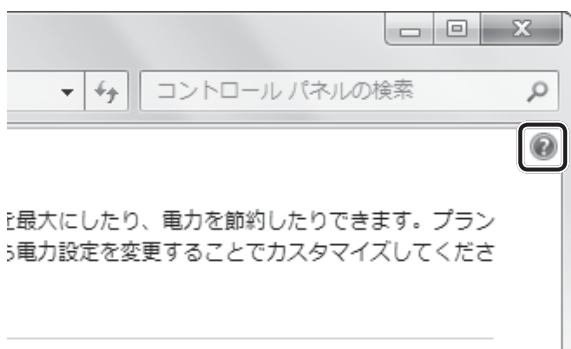 コントロール パネルの検索
を最大にしたり、電力を節約したりできます。プラン
ら電力設定を変更することでカスタマイズしてくださ